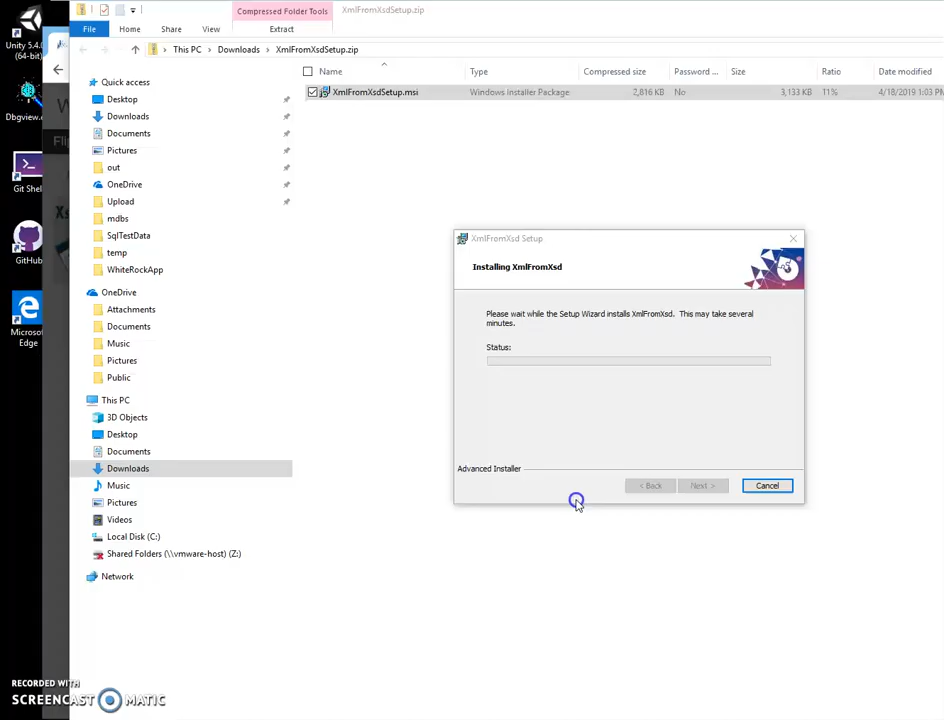 Compressed Folder Tools
XmlFromXsdSetup.zip
File
Home
Share
View
Extract
This PC > Downloads > XmlFromXsdSetup.zip
Name
Type
Compressed size
Password ...
Size
Ratio
Date modified
XmlFromXsdSetup.msi
Windows Installer Package
2,816 KB
No
3,133 KB
11%
4/18/2019 1:03 PM
Unity 5.4.
(64-bit)
Dbgview.
Git Shel
GitHub
Microso
Edge
Quick access
Desktop
Downloads
Documents
Pictures
out
OneDrive
Upload
mdbs
SqlTestData
temp
WhiteRockApp
OneDrive
Attachments
Documents
Music
Pictures
Public
This PC
3D Objects
Desktop
Documents
Downloads
Music
Pictures
Videos
Local Disk (C:)
Shared Folders (\\vmware-host) (Z:)
Network
XmlFromXsd Setup
Installing XmlFromXsd
Please wait while the Setup Wizard installs XmlFromXsd. This may take several
minutes.
Status:
Advanced Installer
< Back
Next >
Cancel
RECORDED WITH
SCREENCAST MATIC